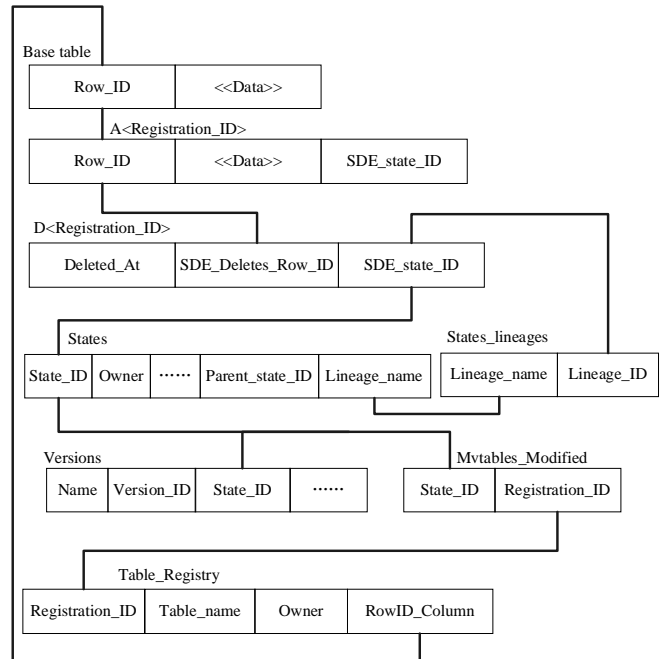 Base table
Row_ID <<Data>>
A<Registration_ID>
Row_ID <<Data>> SDE_state_ID
D<Registration_ID>
Deleted_At SDE_Deletes_Row_ID SDE_state_ID
States States_lineages
State_ID Owner ...... Parent_state_ID Lineage_name Lineage_name Lineage_ID
Versions Mvtables_Modified
Name Version_ID State_ID ...... State_ID Registration_ID
Table_Registry
Registration_ID Table_name Owner RowID_Column